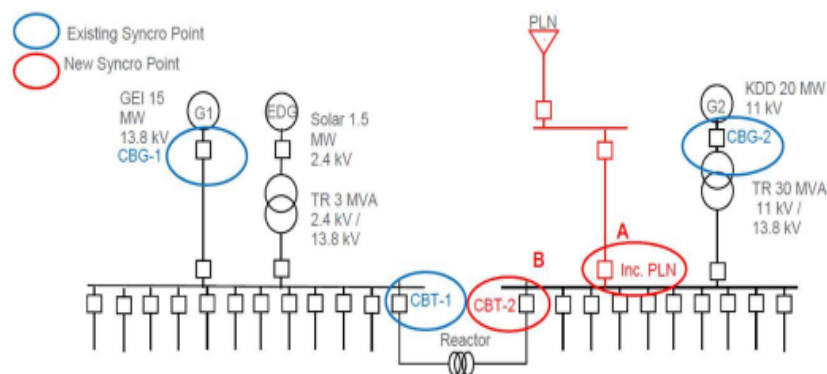 Existing Syncro Point
New Syncro Point
PLN
GEI 15
MW
13.8 kV
CBG-1
G1
EDG
Solar 1.5
MW
2.4 kV
TR 3 MVA
2.4 kV /
13.8 kV
KDD 20 MW
11 kV
G2
CBG-2
TR 30 MVA
11 kV /
13.8 kV
A
Inc. PLN
B
CBT-1
CBT-2
Reactor